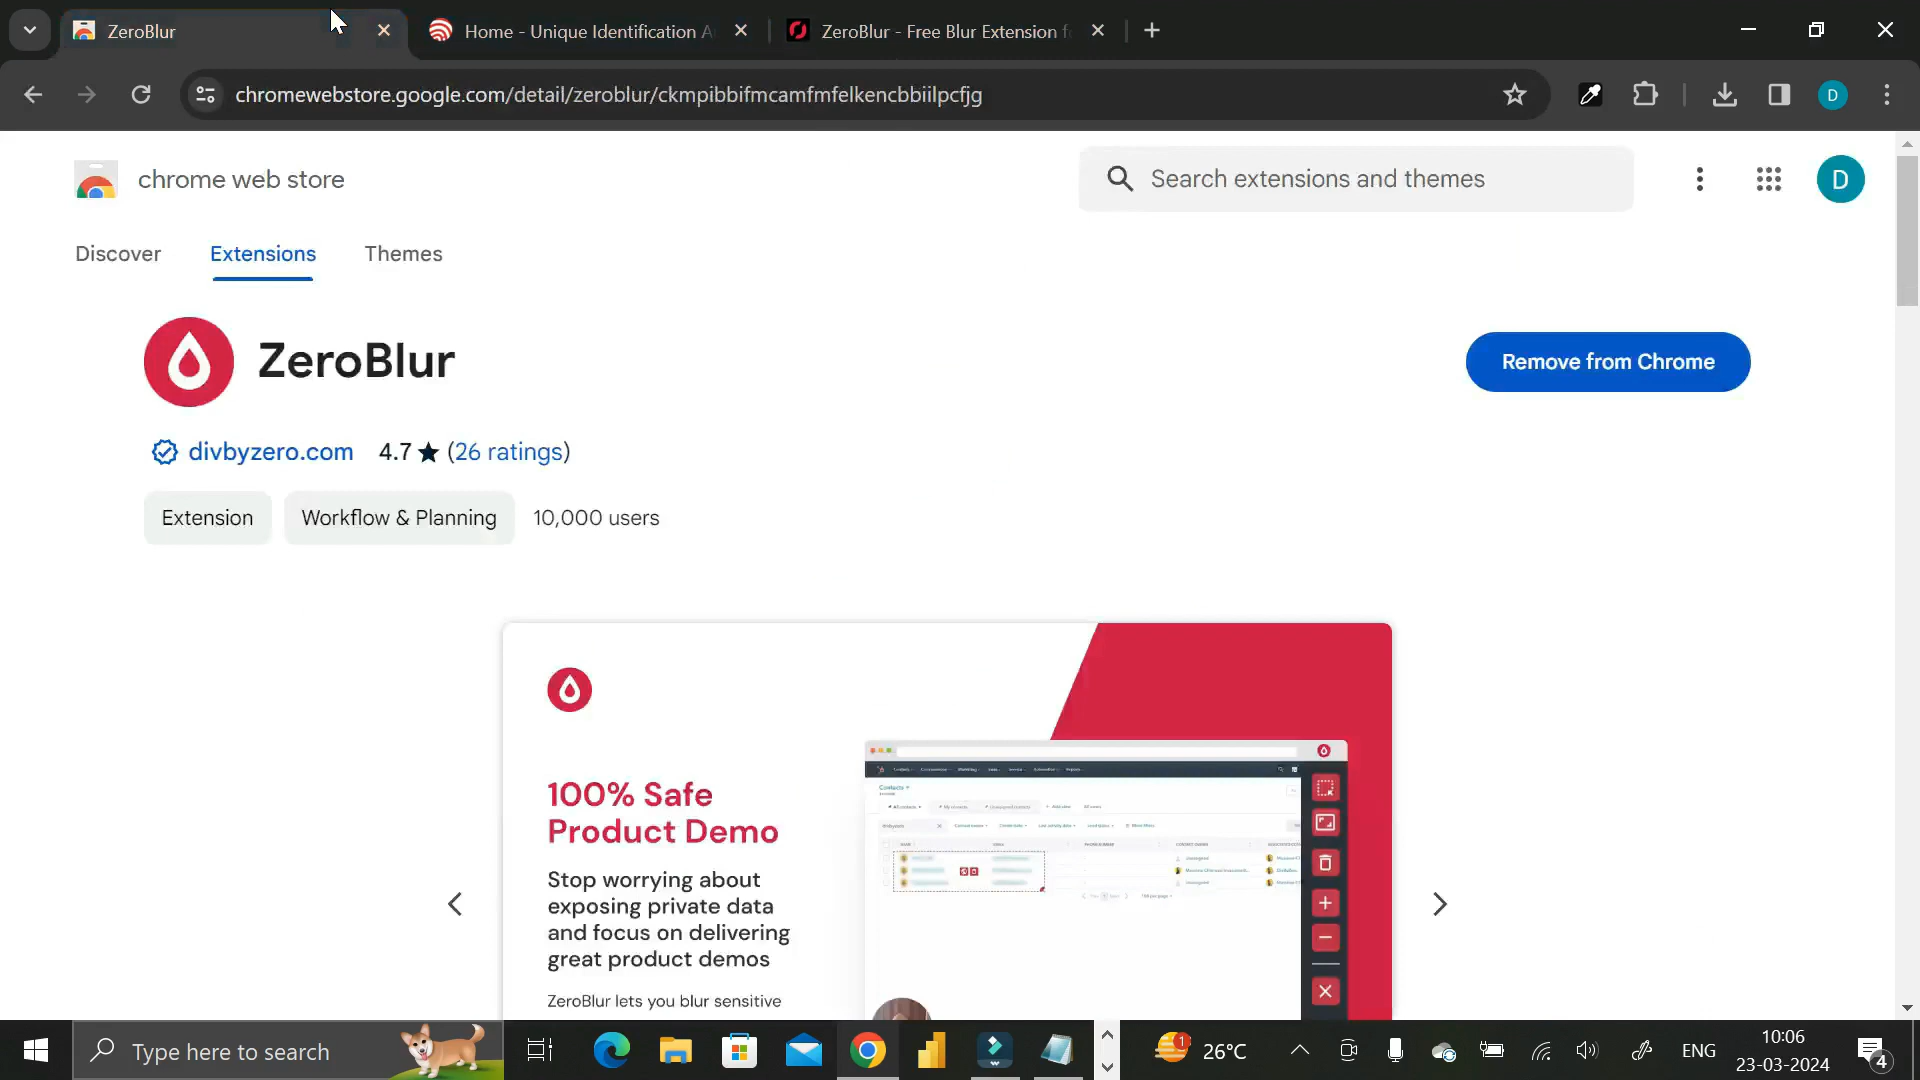 ZeroBlur
Home - Unique Identification A
ZeroBlur - Free Blur Extension f
chromewebstore.google.com/detail/zeroblur/ckmpibbifmcamfmfelkencbbiilpcfjg
D
chrome web store
Search extensions and themes
D
Discover
Extensions
Themes
ZeroBlur
Remove from Chrome
divbyzero.com
4.7 ★ (26 ratings)
Extension
Workflow & Planning
10,000 users
100% Safe
Product Demo
Stop worrying about
exposing private data
and focus on delivering
great product demos
ZeroBlur lets you blur sensitive
Contacts
Type here to search
1
26°C
ENG
10:06
23-03-2024
4